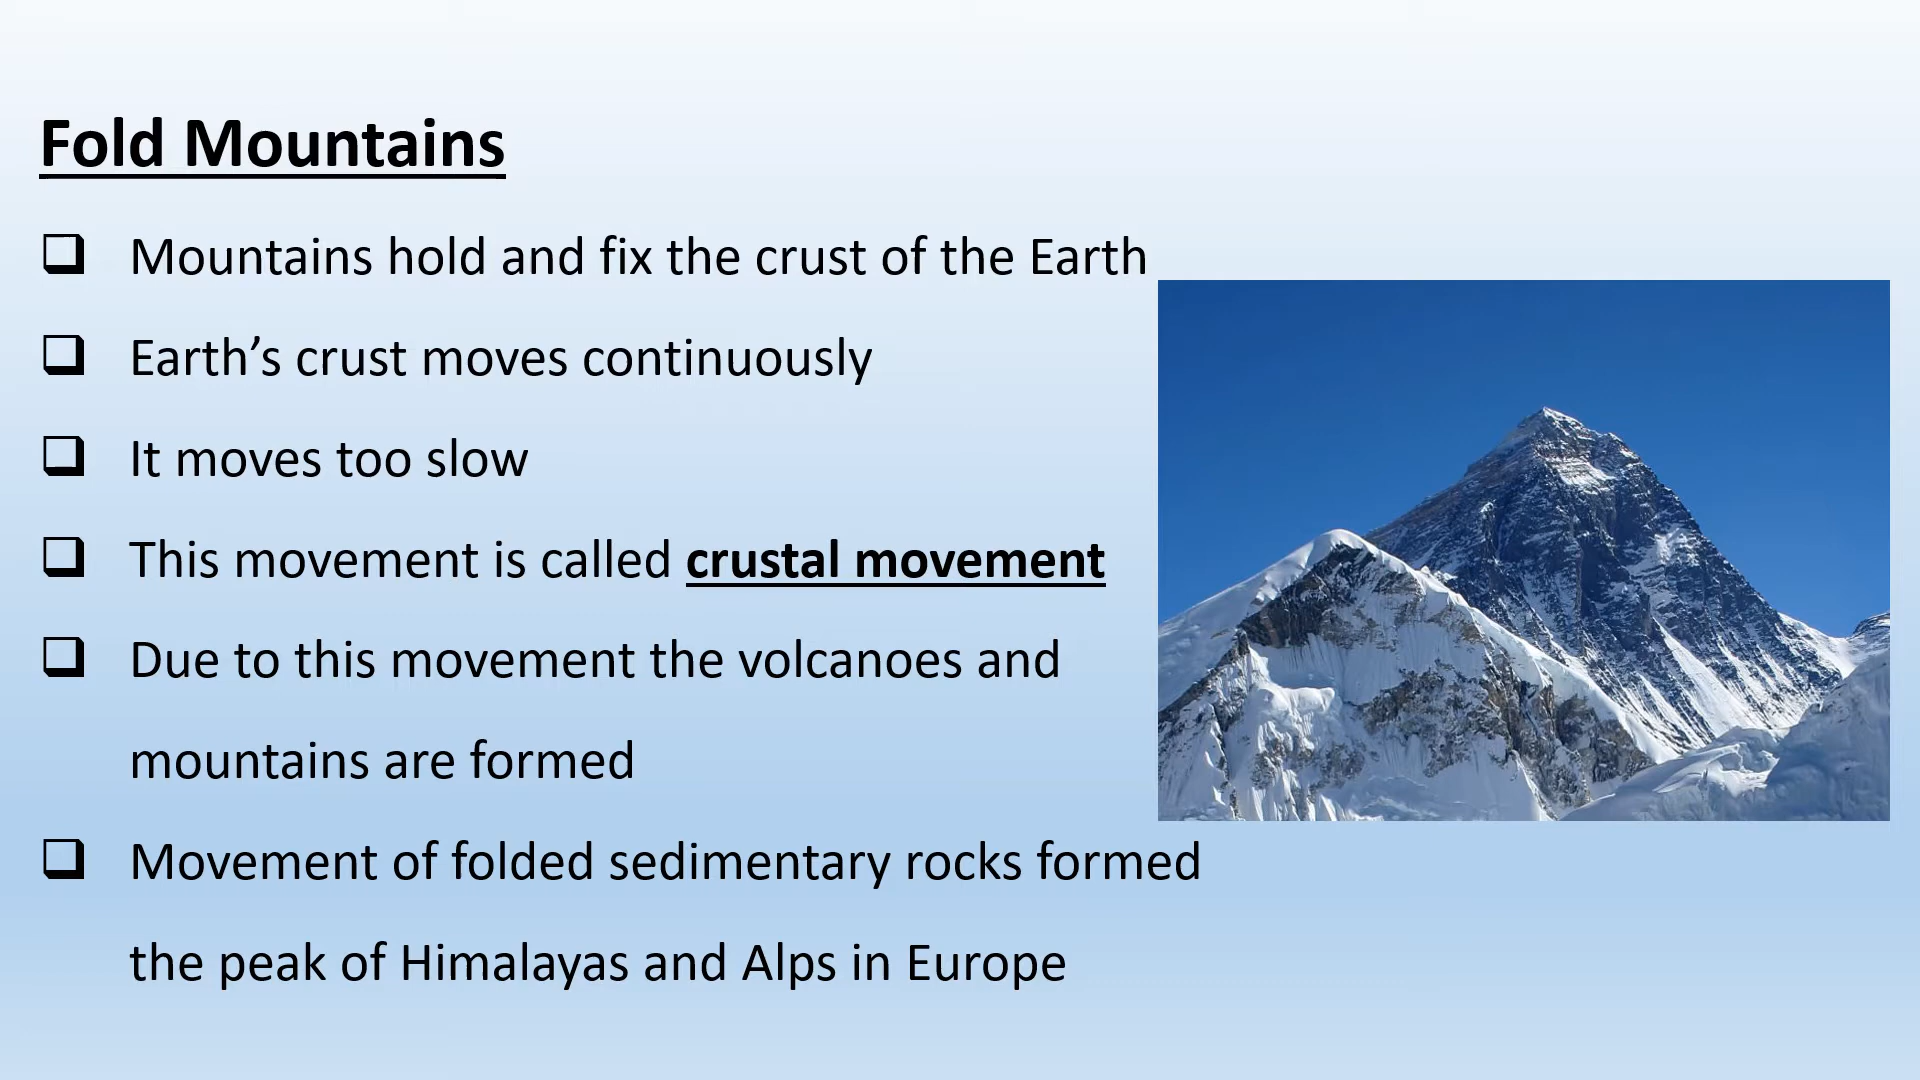 Fold Mountains
❑ Mountains hold and fix the crust of the Earth
❑ Earth’s crust moves continuously
❑ It moves too slow
❑ This movement is called crustal movement
❑ Due to this movement the volcanoes and
mountains are formed
❑ Movement of folded sedimentary rocks formed
the peak of Himalayas and Alps in Europe